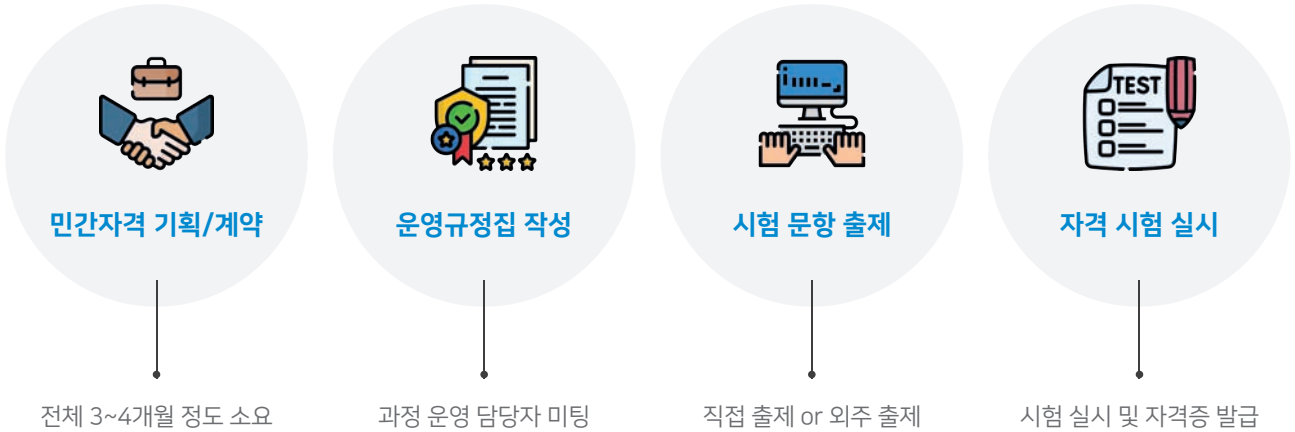 TEST
민간자격 기획/계약
운영규정집 작성
시험 문항 출제
자격 시험 실시
전체 3~4개월 정도 소요
과정 운영 담당자 미팅
직접 출제 or 외주 출제
시험 실시 및 자격증 발급